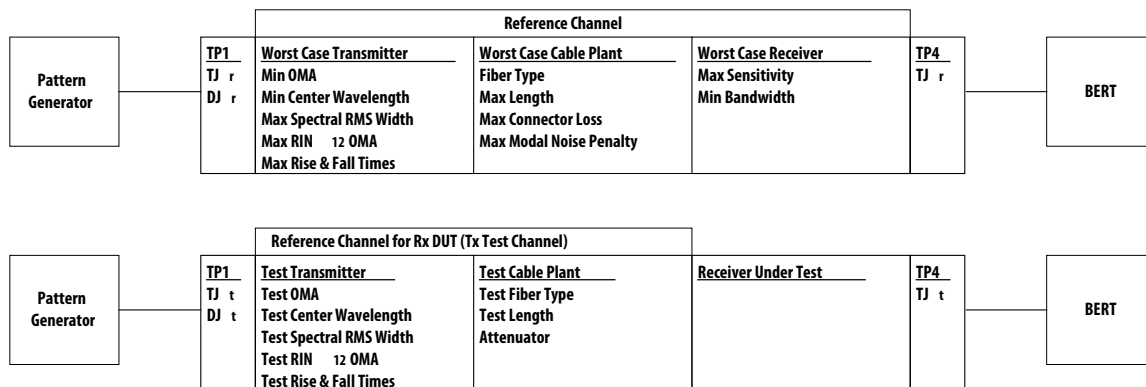 Reference Channel
Pattern
Generator
TP1
TJ r
DJ r
Worst Case Transmitter
Min OMA
Min Center Wavelength
Max Spectral RMS Width
Max RIN 12 OMA
Max Rise & Fall Times
Worst Case Cable Plant
Fiber Type
Max Length
Max Connector Loss
Max Modal Noise Penalty
Worst Case Receiver
Max Sensitivity
Min Bandwidth
TP4
TJ r
BERT
Reference Channel for Rx DUT (Tx Test Channel)
Pattern
Generator
TP1
TJ t
DJ t
Test Transmitter
Test OMA
Test Center Wavelength
Test Spectral RMS Width
Test RIN 12 OMA
Test Rise & Fall Times
Test Cable Plant
Test Fiber Type
Test Length
Attenuator
Receiver Under Test
TP4
TJ t
BERT